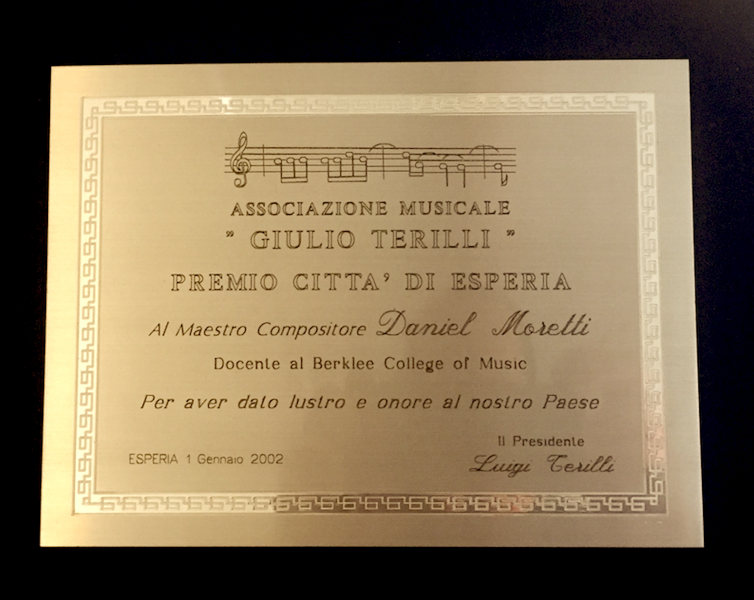 ASSOCIAZIONE MUSICALE
" GIULIO TERILLI "
PREMIO CITTA' DI ESPERIA
Al Maestro Compositore Daniel Moretti
Docente al Berklee College of Music
Per aver dato lustro e onore al nostro Paese
Il Presidente
ESPERIA 1 Gennaio 2002
Luigi Terilli